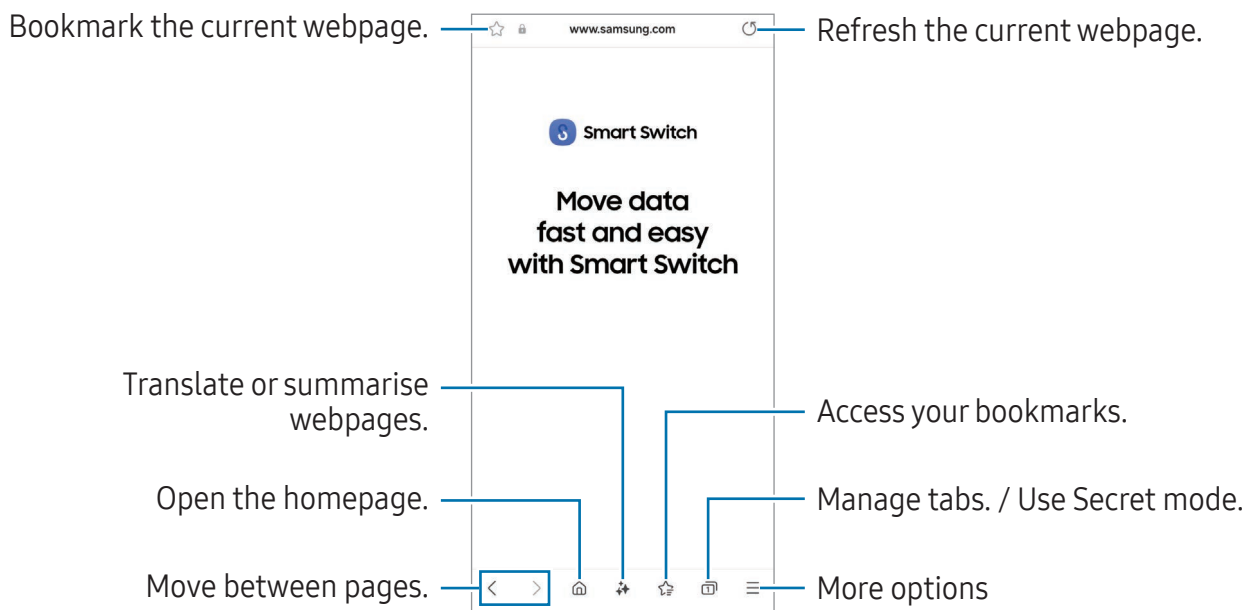 Bookmark the current webpage.
www.samsung.com
Refresh the current webpage.
Smart Switch
Move data
fast and easy
with Smart Switch
Translate or summarise
webpages.
Access your bookmarks.
Open the homepage.
Manage tabs. / Use Secret mode.
Move between pages.
1
More options